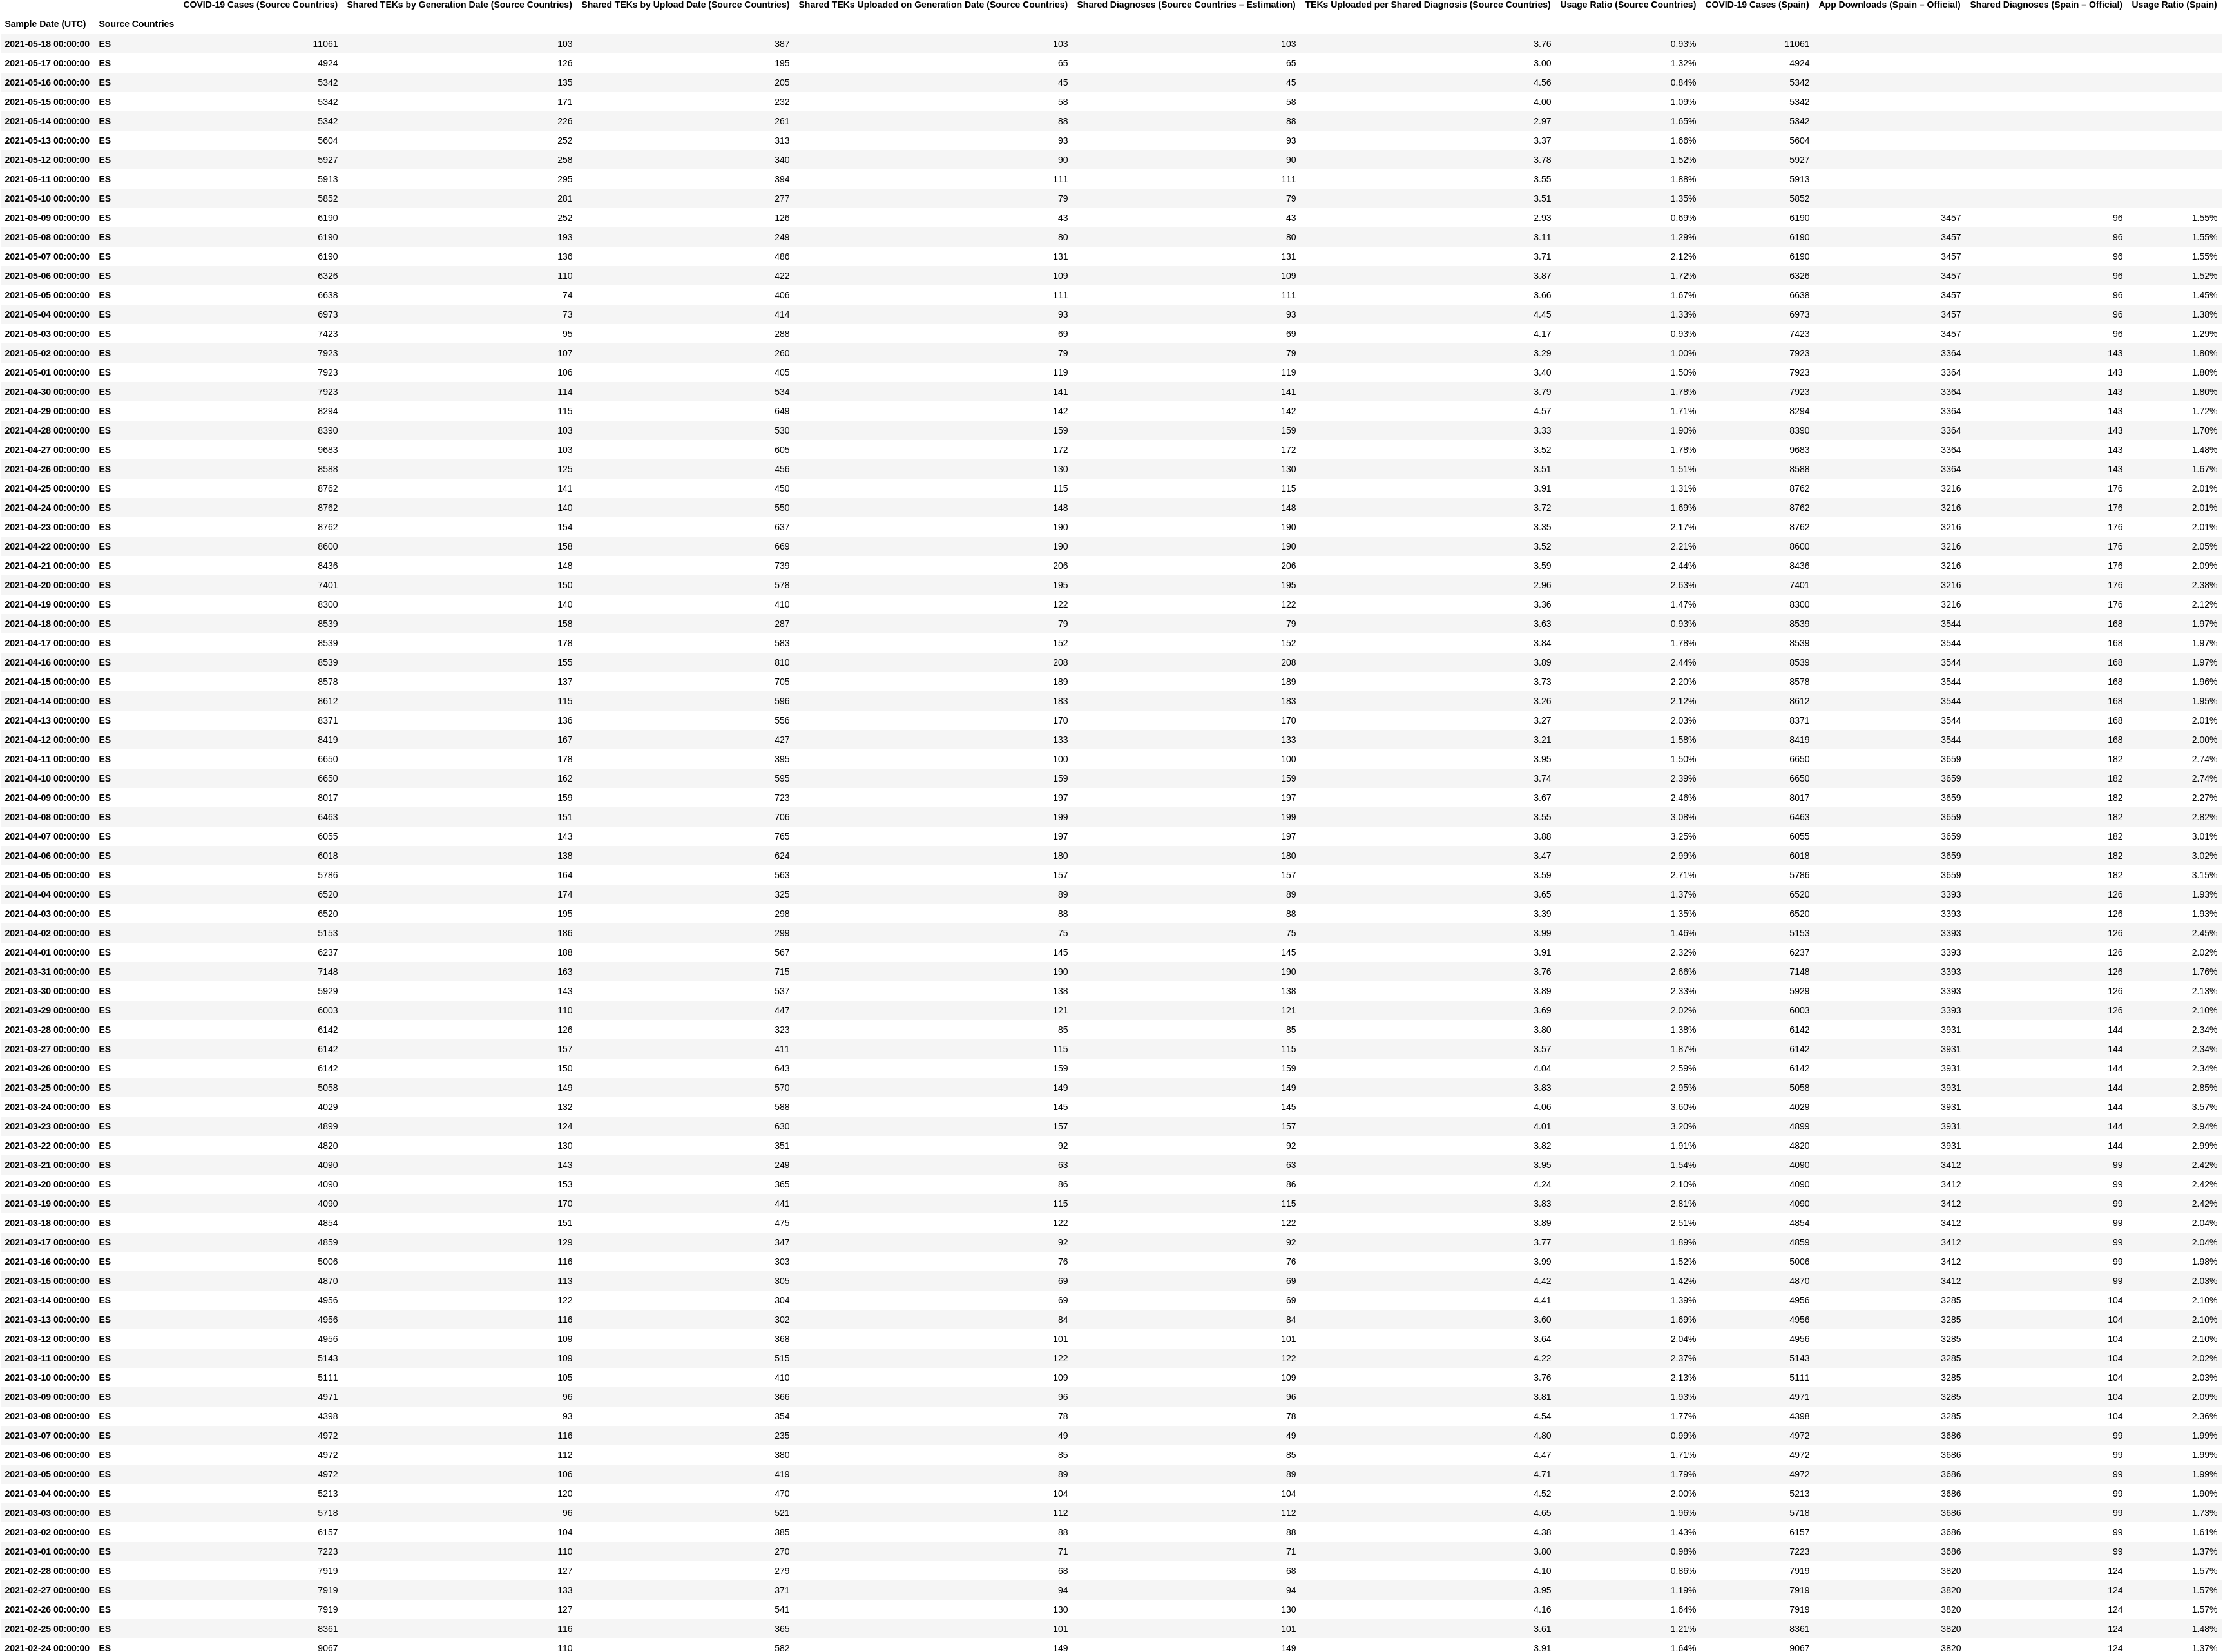 COVID-19 Cases (Source Countries) Shared TEKs by Generation Date (Source Countries) Shared TEKs by Upload Date (Source Countries) Shared TEKs Uploaded on Generation Date (Source Countries) Shared Diagnoses (Source Countries – Estimation) TEKs Uploaded per Shared Diagnosis (Source Countries) Usage Ratio (Source Countries) COVID-19 Cases (Spain) App Downloads (Spain – Official) Shared Diagnoses (Spain – Official) Usage Ratio (Spain)
Sample Date (UTC) Source Countries
2021-05-18 00:00:00 ES 11061 103 387 103 103 3.76 0.93% 11061
2021-05-17 00:00:00 ES 4924 126 195 65 65 3.00 1.32% 4924
2021-05-16 00:00:00 ES 5342 135 205 45 45 4.56 0.84% 5342
2021-05-15 00:00:00 ES 5342 171 232 58 58 4.00 1.09% 5342
2021-05-14 00:00:00 ES 5342 226 261 88 88 2.97 1.65% 5342
2021-05-13 00:00:00 ES 5604 252 313 93 93 3.37 1.66% 5604
2021-05-12 00:00:00 ES 5927 258 340 90 90 3.78 1.52% 5927
2021-05-11 00:00:00 ES 5913 295 394 111 111 3.55 1.88% 5913
2021-05-10 00:00:00 ES 5852 281 277 79 79 3.51 1.35% 5852
2021-05-09 00:00:00 ES 6190 252 126 43 43 2.93 0.69% 6190 3457 96 1.55%
2021-05-08 00:00:00 ES 6190 193 249 80 80 3.11 1.29% 6190 3457 96 1.55%
2021-05-07 00:00:00 ES 6190 136 486 131 131 3.71 2.12% 6190 3457 96 1.55%
2021-05-06 00:00:00 ES 6326 110 422 109 109 3.87 1.72% 6326 3457 96 1.52%
2021-05-05 00:00:00 ES 6638 74 406 111 111 3.66 1.67% 6638 3457 96 1.45%
2021-05-04 00:00:00 ES 6973 73 414 93 93 4.45 1.33% 6973 3457 96 1.38%
2021-05-03 00:00:00 ES 7423 95 288 69 69 4.17 0.93% 7423 3457 96 1.29%
2021-05-02 00:00:00 ES 7923 107 260 79 79 3.29 1.00% 7923 3364 143 1.80%
2021-05-01 00:00:00 ES 7923 106 405 119 119 3.40 1.50% 7923 3364 143 1.80%
2021-04-30 00:00:00 ES 7923 114 534 141 141 3.79 1.78% 7923 3364 143 1.80%
2021-04-29 00:00:00 ES 8294 115 649 142 142 4.57 1.71% 8294 3364 143 1.72%
2021-04-28 00:00:00 ES 8390 103 530 159 159 3.33 1.90% 8390 3364 143 1.70%
2021-04-27 00:00:00 ES 9683 103 605 172 172 3.52 1.78% 9683 3364 143 1.48%
2021-04-26 00:00:00 ES 8588 125 456 130 130 3.51 1.51% 8588 3364 143 1.67%
2021-04-25 00:00:00 ES 8762 141 450 115 115 3.91 1.31% 8762 3216 176 2.01%
2021-04-24 00:00:00 ES 8762 140 550 148 148 3.72 1.69% 8762 3216 176 2.01%
2021-04-23 00:00:00 ES 8762 154 637 190 190 3.35 2.17% 8762 3216 176 2.01%
2021-04-22 00:00:00 ES 8600 158 669 190 190 3.52 2.21% 8600 3216 176 2.05%
2021-04-21 00:00:00 ES 8436 148 739 206 206 3.59 2.44% 8436 3216 176 2.09%
2021-04-20 00:00:00 ES 7401 150 578 195 195 2.96 2.63% 7401 3216 176 2.38%
2021-04-19 00:00:00 ES 8300 140 410 122 122 3.36 1.47% 8300 3216 176 2.12%
2021-04-18 00:00:00 ES 8539 158 287 79 79 3.63 0.93% 8539 3544 168 1.97%
2021-04-17 00:00:00 ES 8539 178 583 152 152 3.84 1.78% 8539 3544 168 1.97%
2021-04-16 00:00:00 ES 8539 155 810 208 208 3.89 2.44% 8539 3544 168 1.97%
2021-04-15 00:00:00 ES 8578 137 705 189 189 3.73 2.20% 8578 3544 168 1.96%
2021-04-14 00:00:00 ES 8612 115 596 183 183 3.26 2.12% 8612 3544 168 1.95%
2021-04-13 00:00:00 ES 8371 136 556 170 170 3.27 2.03% 8371 3544 168 2.01%
2021-04-12 00:00:00 ES 8419 167 427 133 133 3.21 1.58% 8419 3544 168 2.00%
2021-04-11 00:00:00 ES 6650 178 395 100 100 3.95 1.50% 6650 3659 182 2.74%
2021-04-10 00:00:00 ES 6650 162 595 159 159 3.74 2.39% 6650 3659 182 2.74%
2021-04-09 00:00:00 ES 8017 159 723 197 197 3.67 2.46% 8017 3659 182 2.27%
2021-04-08 00:00:00 ES 6463 151 706 199 199 3.55 3.08% 6463 3659 182 2.82%
2021-04-07 00:00:00 ES 6055 143 765 197 197 3.88 3.25% 6055 3659 182 3.01%
2021-04-06 00:00:00 ES 6018 138 624 180 180 3.47 2.99% 6018 3659 182 3.02%
2021-04-05 00:00:00 ES 5786 164 563 157 157 3.59 2.71% 5786 3659 182 3.15%
2021-04-04 00:00:00 ES 6520 174 325 89 89 3.65 1.37% 6520 3393 126 1.93%
2021-04-03 00:00:00 ES 6520 195 298 88 88 3.39 1.35% 6520 3393 126 1.93%
2021-04-02 00:00:00 ES 5153 186 299 75 75 3.99 1.46% 5153 3393 126 2.45%
2021-04-01 00:00:00 ES 6237 188 567 145 145 3.91 2.32% 6237 3393 126 2.02%
2021-03-31 00:00:00 ES 7148 163 715 190 190 3.76 2.66% 7148 3393 126 1.76%
2021-03-30 00:00:00 ES 5929 143 537 138 138 3.89 2.33% 5929 3393 126 2.13%
2021-03-29 00:00:00 ES 6003 110 447 121 121 3.69 2.02% 6003 3393 126 2.10%
2021-03-28 00:00:00 ES 6142 126 323 85 85 3.80 1.38% 6142 3931 144 2.34%
2021-03-27 00:00:00 ES 6142 157 411 115 115 3.57 1.87% 6142 3931 144 2.34%
2021-03-26 00:00:00 ES 6142 150 643 159 159 4.04 2.59% 6142 3931 144 2.34%
2021-03-25 00:00:00 ES 5058 149 570 149 149 3.83 2.95% 5058 3931 144 2.85%
2021-03-24 00:00:00 ES 4029 132 588 145 145 4.06 3.60% 4029 3931 144 3.57%
2021-03-23 00:00:00 ES 4899 124 630 157 157 4.01 3.20% 4899 3931 144 2.94%
2021-03-22 00:00:00 ES 4820 130 351 92 92 3.82 1.91% 4820 3931 144 2.99%
2021-03-21 00:00:00 ES 4090 143 249 63 63 3.95 1.54% 4090 3412 99 2.42%
2021-03-20 00:00:00 ES 4090 153 365 86 86 4.24 2.10% 4090 3412 99 2.42%
2021-03-19 00:00:00 ES 4090 170 441 115 115 3.83 2.81% 4090 3412 99 2.42%
2021-03-18 00:00:00 ES 4854 151 475 122 122 3.89 2.51% 4854 3412 99 2.04%
2021-03-17 00:00:00 ES 4859 129 347 92 92 3.77 1.89% 4859 3412 99 2.04%
2021-03-16 00:00:00 ES 5006 116 303 76 76 3.99 1.52% 5006 3412 99 1.98%
2021-03-15 00:00:00 ES 4870 113 305 69 69 4.42 1.42% 4870 3412 99 2.03%
2021-03-14 00:00:00 ES 4956 122 304 69 69 4.41 1.39% 4956 3285 104 2.10%
2021-03-13 00:00:00 ES 4956 116 302 84 84 3.60 1.69% 4956 3285 104 2.10%
2021-03-12 00:00:00 ES 4956 109 368 101 101 3.64 2.04% 4956 3285 104 2.10%
2021-03-11 00:00:00 ES 5143 109 515 122 122 4.22 2.37% 5143 3285 104 2.02%
2021-03-10 00:00:00 ES 5111 105 410 109 109 3.76 2.13% 5111 3285 104 2.03%
2021-03-09 00:00:00 ES 4971 96 366 96 96 3.81 1.93% 4971 3285 104 2.09%
2021-03-08 00:00:00 ES 4398 93 354 78 78 4.54 1.77% 4398 3285 104 2.36%
2021-03-07 00:00:00 ES 4972 116 235 49 49 4.80 0.99% 4972 3686 99 1.99%
2021-03-06 00:00:00 ES 4972 112 380 85 85 4.47 1.71% 4972 3686 99 1.99%
2021-03-05 00:00:00 ES 4972 106 419 89 89 4.71 1.79% 4972 3686 99 1.99%
2021-03-04 00:00:00 ES 5213 120 470 104 104 4.52 2.00% 5213 3686 99 1.90%
2021-03-03 00:00:00 ES 5718 96 521 112 112 4.65 1.96% 5718 3686 99 1.73%
2021-03-02 00:00:00 ES 6157 104 385 88 88 4.38 1.43% 6157 3686 99 1.61%
2021-03-01 00:00:00 ES 7223 110 270 71 71 3.80 0.98% 7223 3686 99 1.37%
2021-02-28 00:00:00 ES 7919 127 279 68 68 4.10 0.86% 7919 3820 124 1.57%
2021-02-27 00:00:00 ES 7919 133 371 94 94 3.95 1.19% 7919 3820 124 1.57%
2021-02-26 00:00:00 ES 7919 127 541 130 130 4.16 1.64% 7919 3820 124 1.57%
2021-02-25 00:00:00 ES 8361 116 365 101 101 3.61 1.21% 8361 3820 124 1.48%
2021-02-24 00:00:00 ES 9067 110 582 149 149 3.91 1.64% 9067 3820 124 1.37%